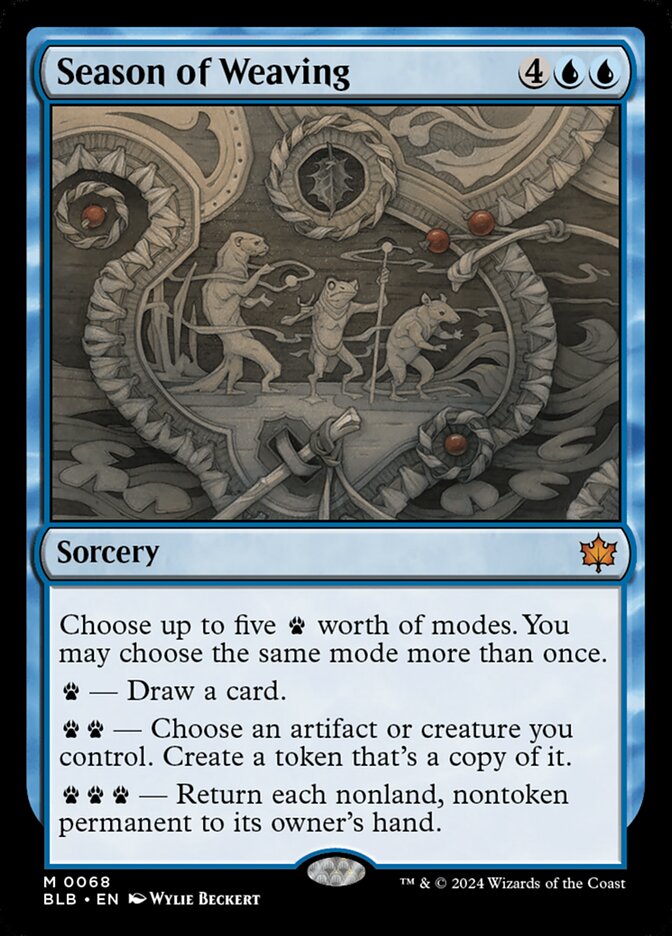 Season of Weaving 4
Sorcery
Choose up to five worth of modes. You
may choose the same mode more than once.
— Draw a card.
— Choose an artifact or creature you
control. Create a token that's a copy of it.
— Return each nonland, nontoken
permanent to its owner's hand.
M 0068
BLB • EN Wylie Beckert
™ & © 2024 Wizards of the Coast